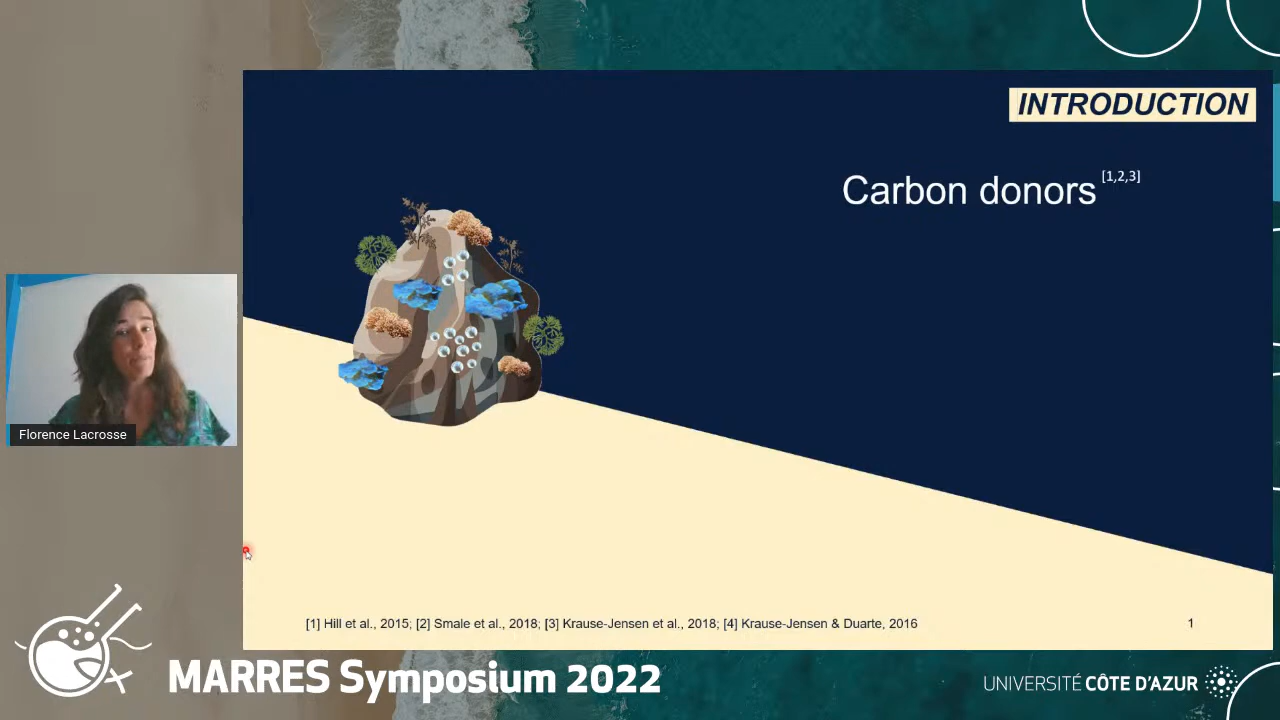 INTRODUCTION
Carbon donors[1,2,3]
Florence Lacrosse
[1] Hill et al., 2015; [2] Smale et al., 2018; [3] Krause-Jensen et al., 2018; [4] Krause-Jensen & Duarte, 2016
1
MARRES Symposium 2022
UNIVERSITÉ CÔTE D'AZUR